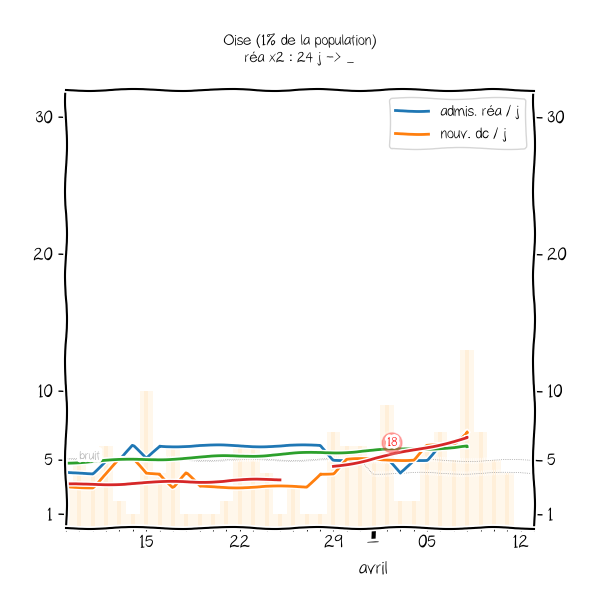 Oise (1% de la population)
réa x2 : 24 j -> _
admis. réa / j
nouv. dc / j
30
30
20
20
10
10
18
... bruit
5
5
1
1
15
22
29
05
12
avril